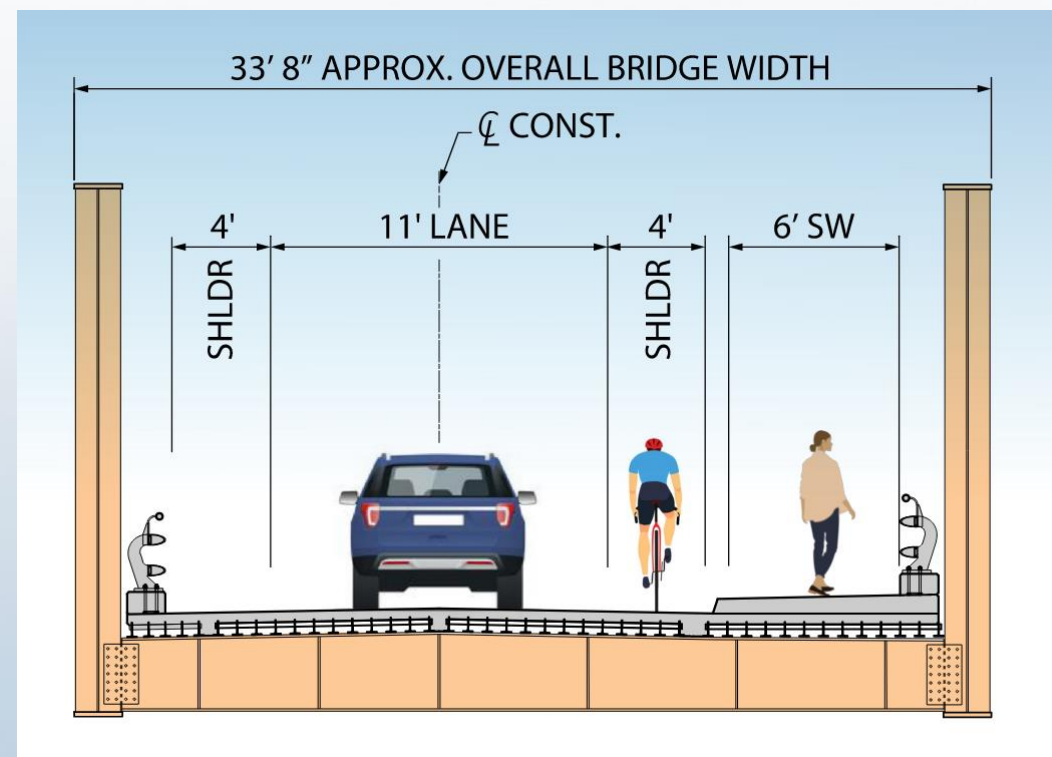 33’ 8” APPROX. OVERALL BRIDGE WIDTH
℄ CONST.
4'
11' LANE
4'
6’ SW
SHLDR
SHLDR